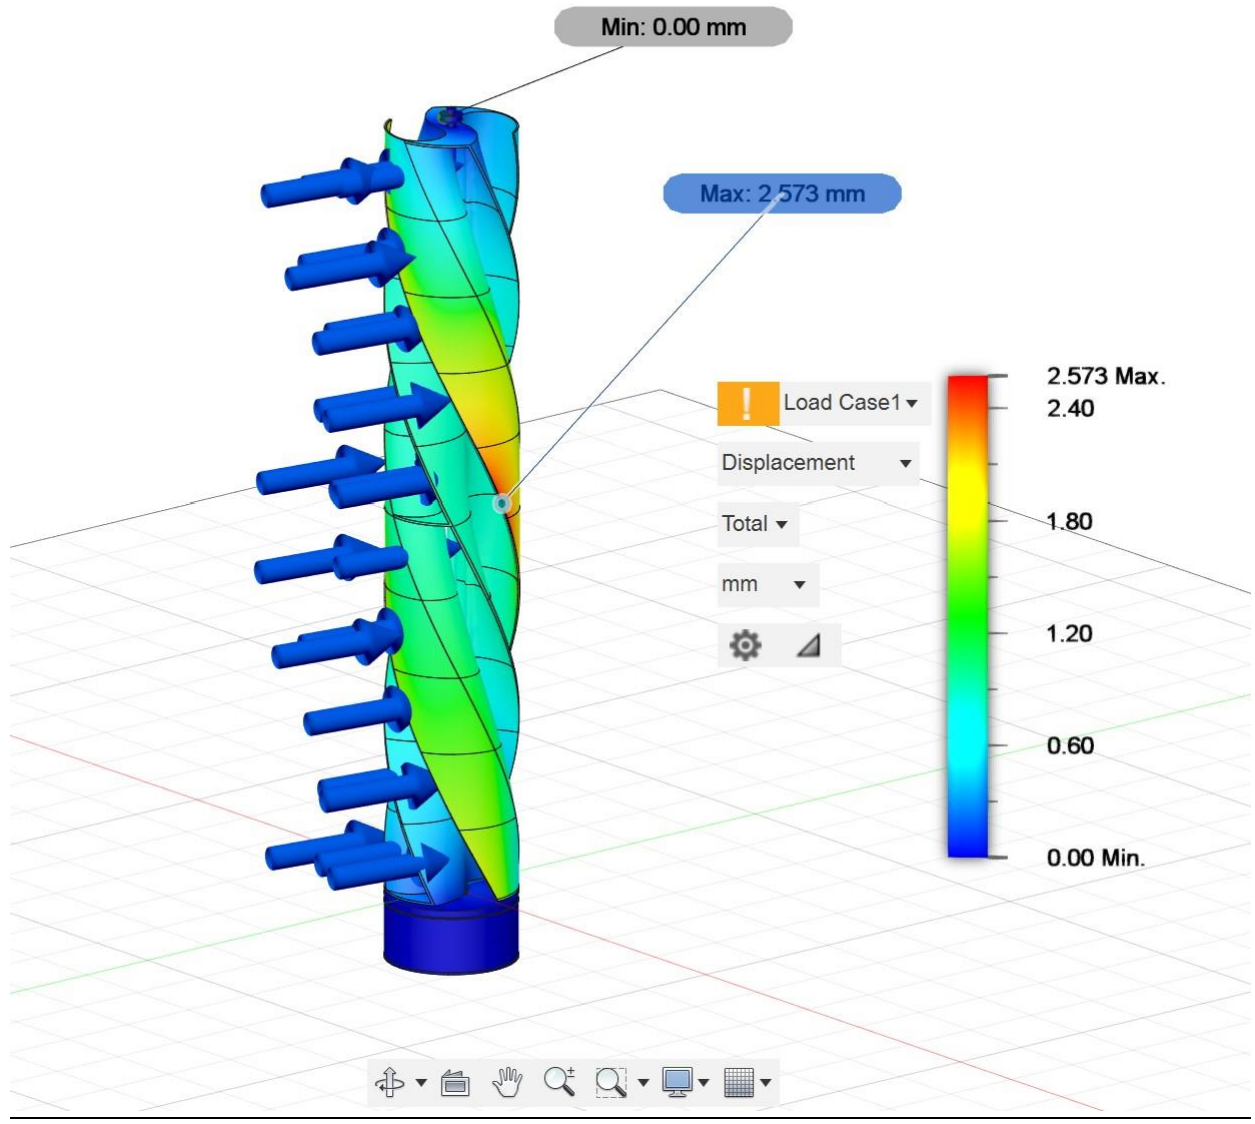 Min: 0.00 mm
Max: 2.573 mm
! Load Case1
Displacement
Total
mm
2.573 Max.
2.40
1.80
1.20
0.60
0.00 Min.